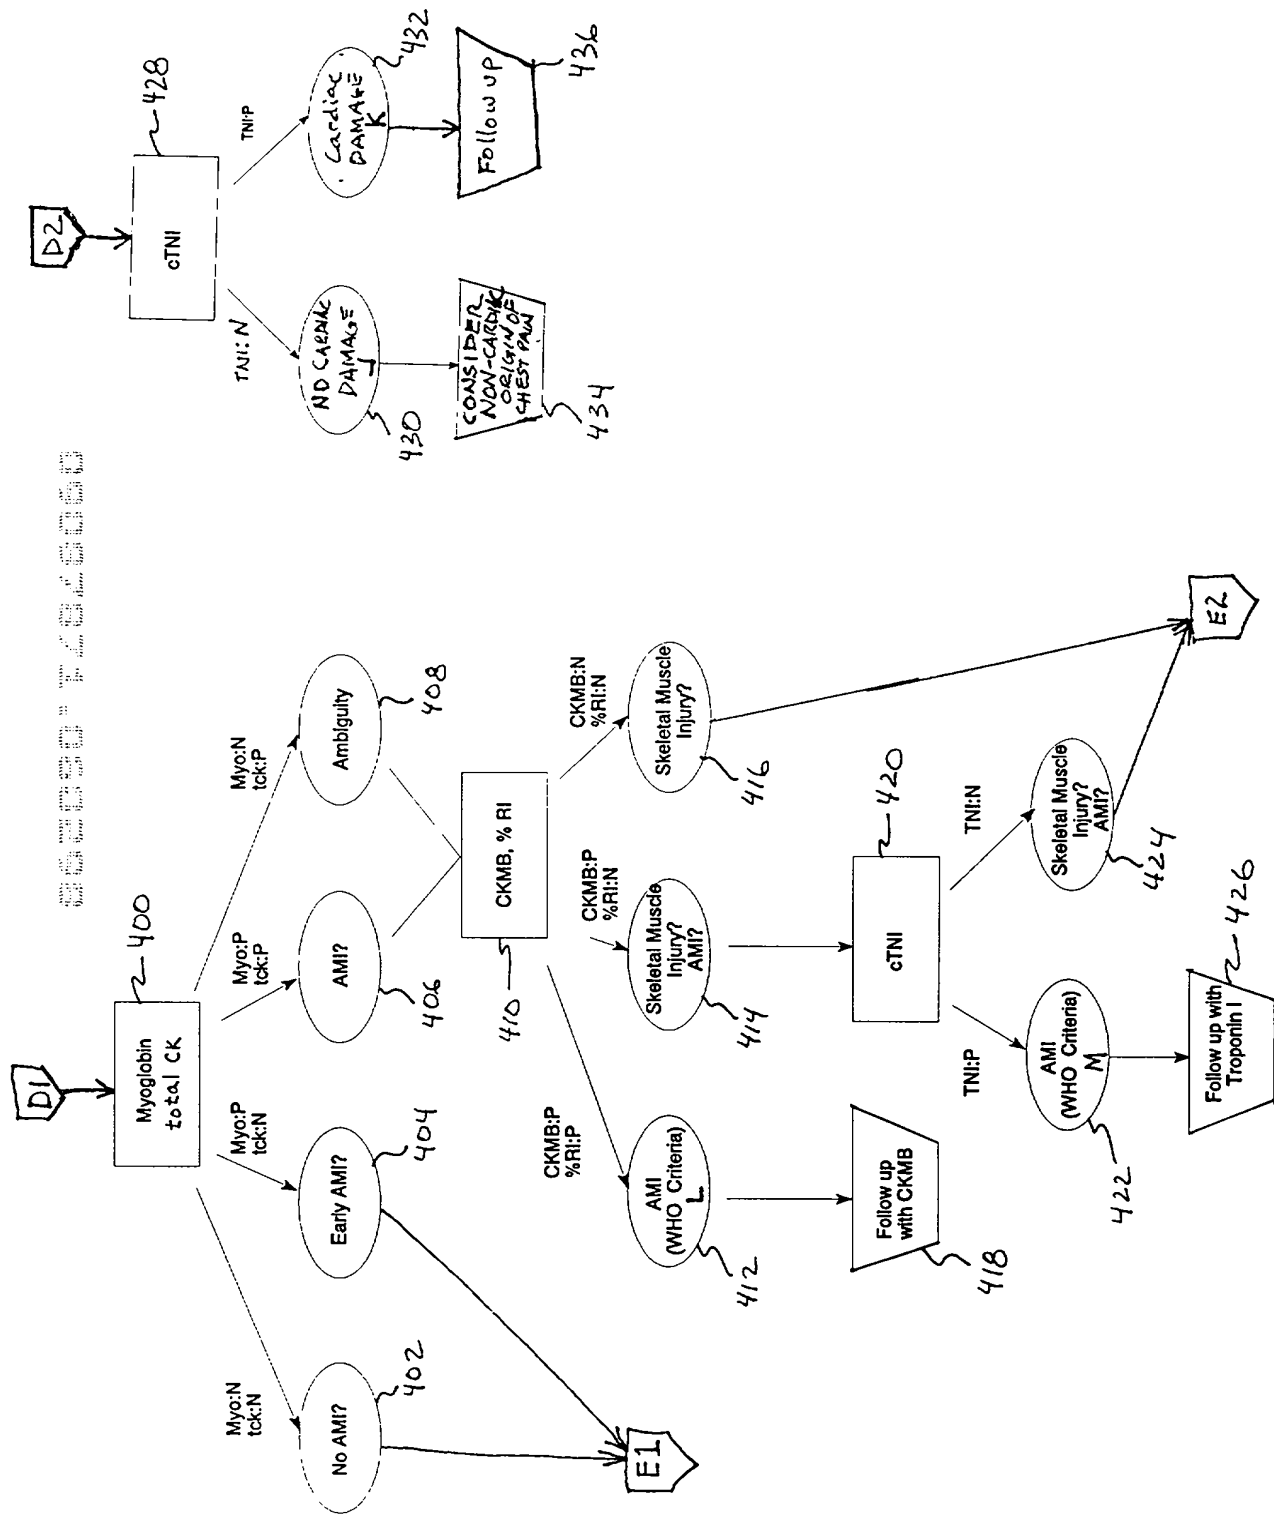 D1
Myoglobin
total CK
400
Myo:N
tck:N
Myo:P
tck:N
Myo:P
tck:P
Myo:N
tck:P
No AMI?
402
Early AMI?
404
AMI?
406
Ambiguity
408
E1
CKMB, % RI
410
CKMB:P
%RI:P
CKMB:P
%RI:N
CKMB:N
%RI:N
AMI
(WHO Criteria)
L
412
Skeletal Muscle
Injury?
AMI?
414
Skeletal Muscle
Injury?
416
Follow up
with CKMB
418
cTNI
420
TNI:P
TNI:N
AMI
(WHO Criteria)
M
422
Skeletal Muscle
Injury?
AMI?
424
Follow up with
Troponin I
426
E2
D2
cTNI
428
TNI:N
TNI:P
NO CARDIAC
DAMAGE
J
430
Cardiac
DAMAGE
K
432
CONSIDER
NON-CARDIAC
ORIGIN OF
CHEST PAIN
434
Follow up
436